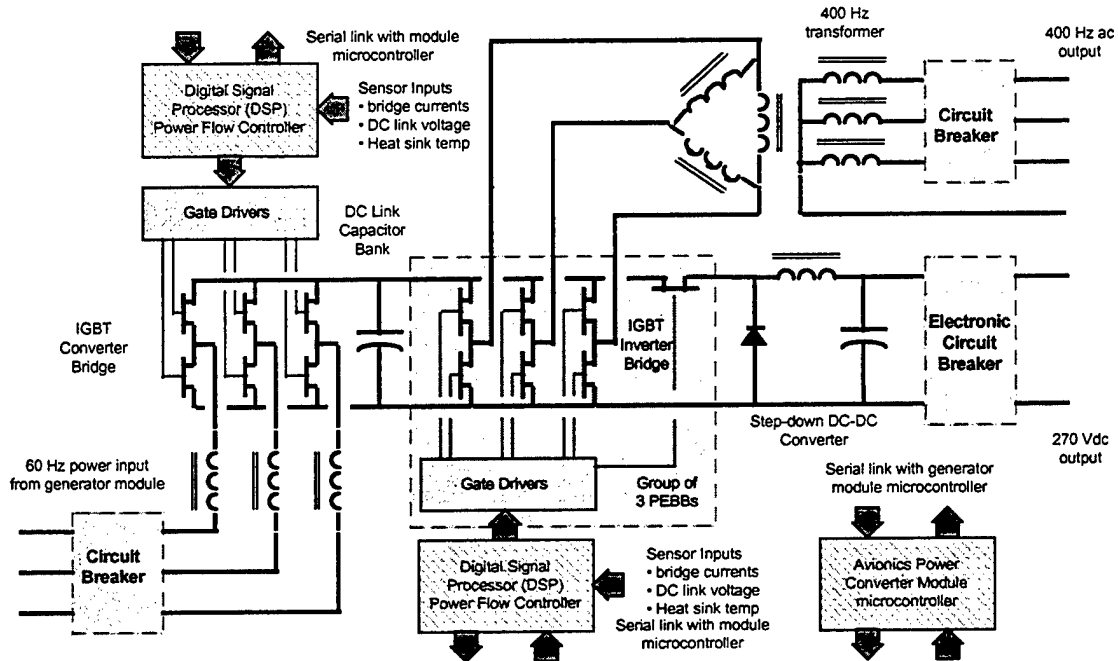 Serial link with module
microcontroller
Digital Signal
Processor (DSP)
Power Flow Controller
Sensor Inputs
• bridge currents
• DC link voltage
• Heat sink temp
400 Hz
transformer
400 Hz ac
output
Circuit
Breaker
Gate Drivers
DC Link
Capacitor
Bank
IGBT
Converter
Bridge
IGBT
Inverter
Bridge
Electronic
Circuit
Breaker
Step-down DC-DC
Converter
270 Vdc
output
60 Hz power input
from generator module
Circuit
Breaker
Gate Drivers
Group of
3 PEBBs
Serial link with generator
module microcontroller
Digital Signal
Processor (DSP)
Power Flow Controller
Sensor Inputs
• bridge currents
• DC link voltage
• Heat sink temp
Serial link with module
microcontroller
Avionics Power
Converter Module
microcontroller